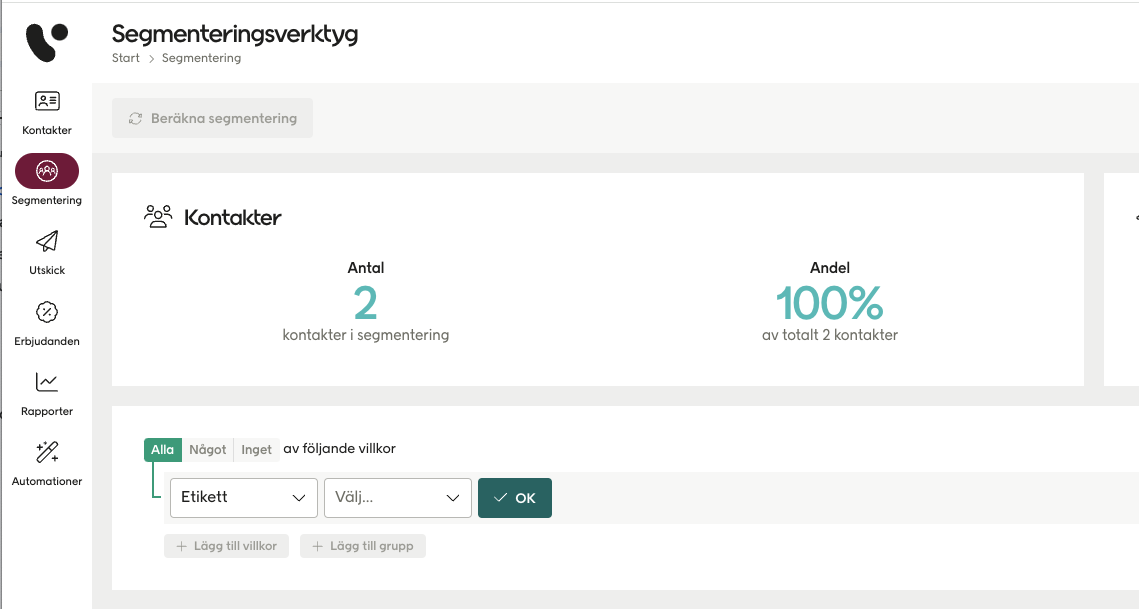 Segmenteringsverktyg
Start > Segmentering
Kontakter
Segmentering
Utskick
Erbjudanden
Rapporter
Automationer
Beräkna segmentering
Kontakter
Antal
2
kontakter i segmentering
Andel
100%
av totalt 2 kontakter
Alla Något Inget av följande villkor
Etikett Välj... OK
+ Lägg till villkor + Lägg till grupp